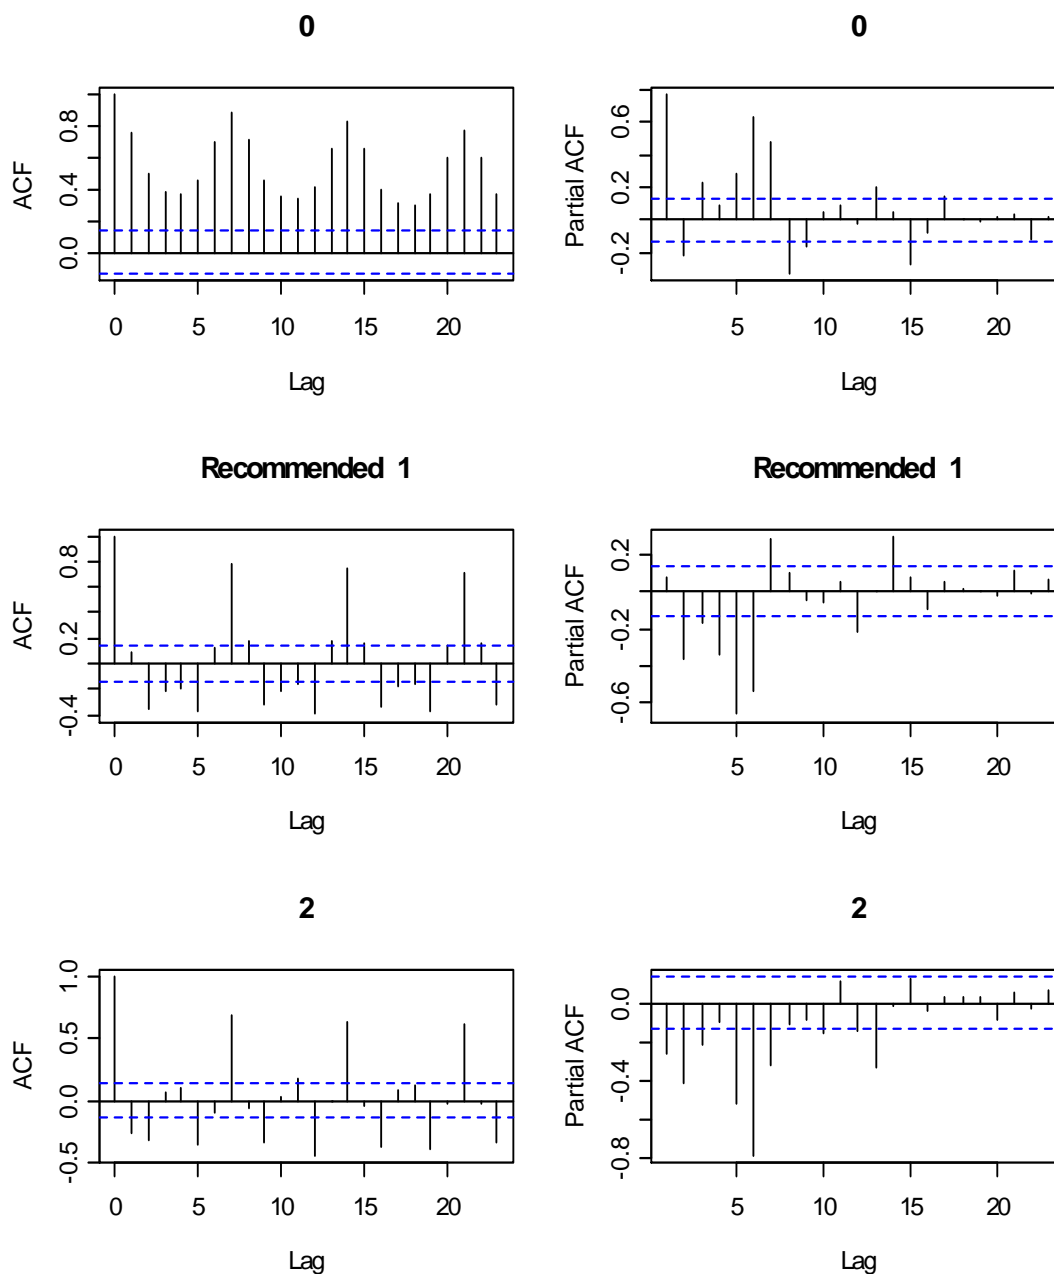 0
ACF
0.0 0.4 0.8
0 5 10 15 20
Lag
0
Partial ACF
-0.2 0.2 0.6
5 10 15 20
Lag
Recommended 1
ACF
-0.4 0.2 0.8
0 5 10 15 20
Lag
Recommended 1
Partial ACF
-0.6 -0.2 0.2
5 10 15 20
Lag
2
ACF
-0.5 0.0 0.5 1.0
0 5 10 15 20
Lag
2
Partial ACF
-0.8 -0.4 0.0
5 10 15 20
Lag